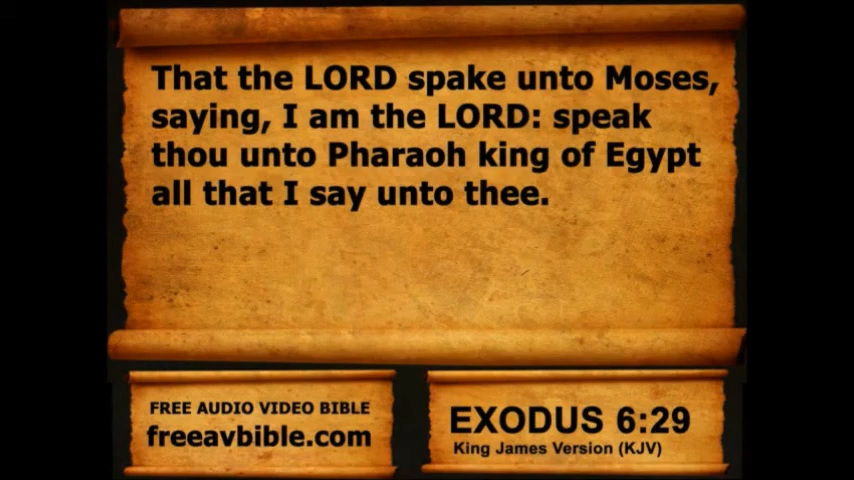 That the LORD spake unto Moses,
saying, I am the LORD: speak
thou unto Pharaoh king of Egypt
all that I say unto thee.
FREE AUDIO VIDEO BIBLE
freeavbible.com
EXODUS 6:29
King James Version (KJV)